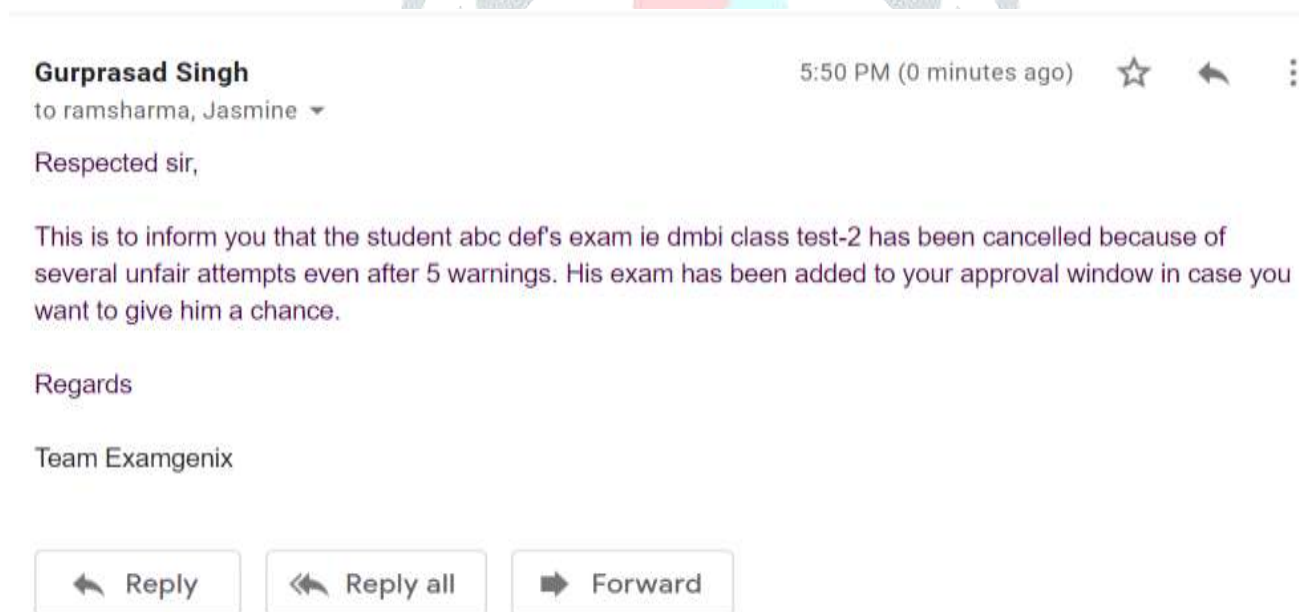 Gurprasad Singh 5:50 PM (0 minutes ago)
to ramsharma, Jasmine
Respected sir,
This is to inform you that the student abc def's exam ie dmbi class test-2 has been cancelled because of
several unfair attempts even after 5 warnings. His exam has been added to your approval window in case you
want to give him a chance.
Regards
Team Examgenix
Reply Reply all Forward